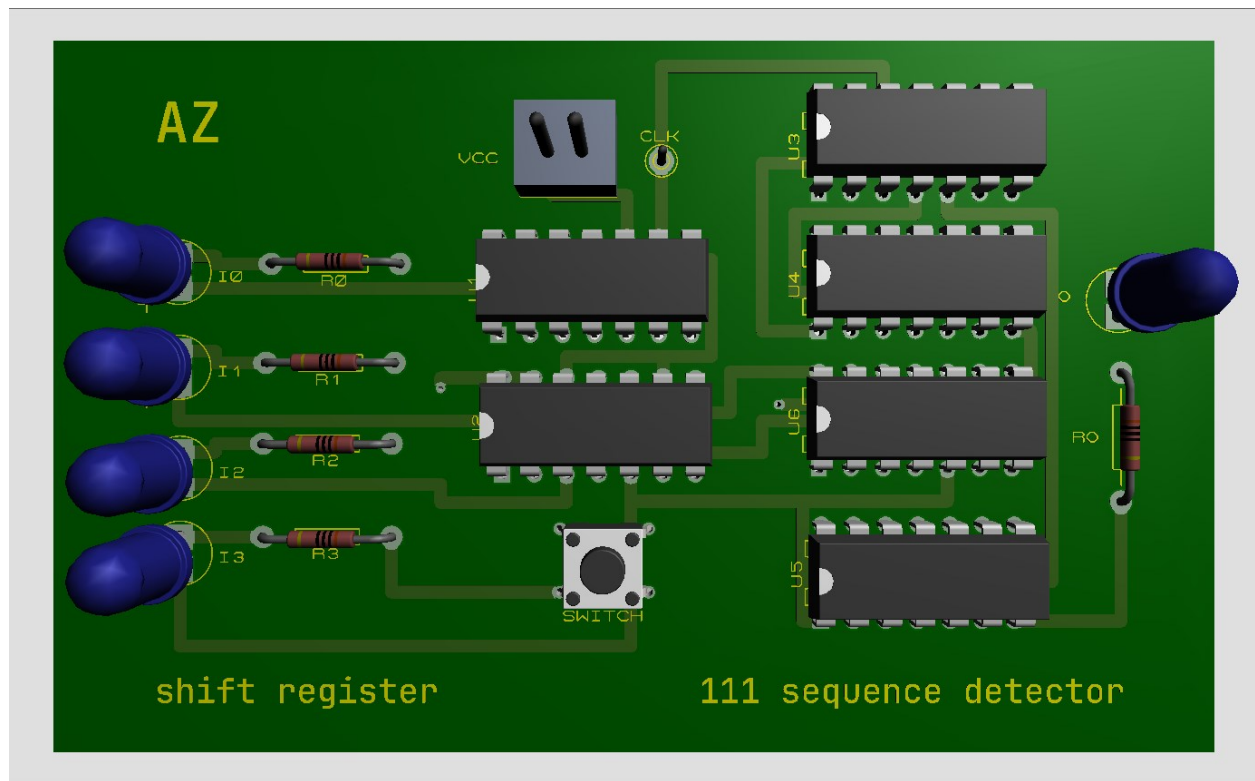 AZ
VCC
CLK
U3
I0
R0
U4
O
I1
R1
U2
U6
RO
I2
R2
I3
R3
U5
SWITCH
shift register
111 sequence detector